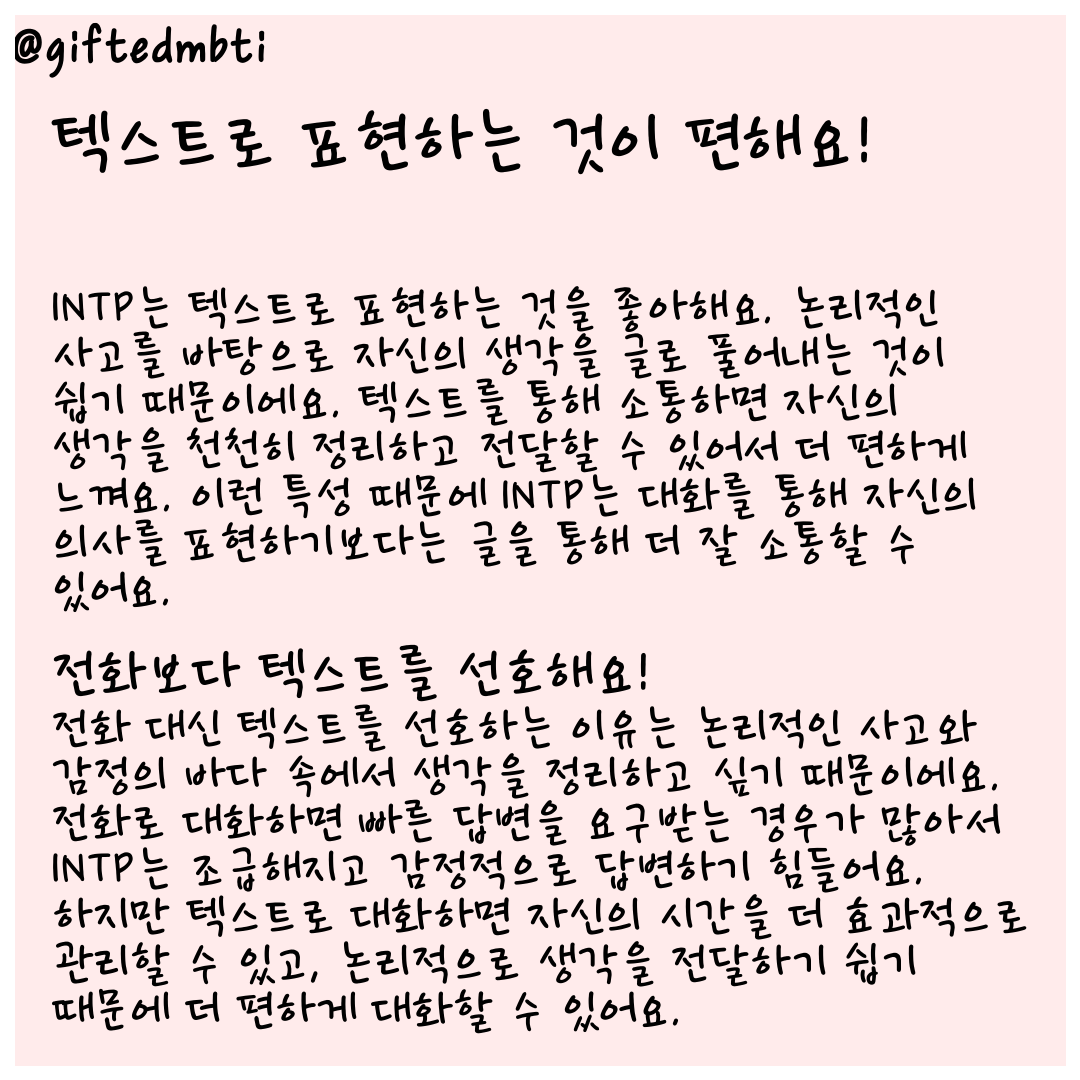 @giftedmbti
텍스트로 표현하는 것이 편해요!
INTP는 텍스트로 표현하는 것을 좋아해요. 논리적인
사고를 바탕으로 자신의 생각을 글로 풀어내는 것이
쉽기 때문이에요. 텍스트를 통해 소통하면 자신의
생각을 천천히 정리하고 전달할 수 있어서 더 편하게
느껴요. 이런 특성 때문에 INTP는 대화를 통해 자신의
의사를 표현하기보다는 글을 통해 더 잘 소통할 수
있어요.
전화보다 텍스트를 선호해요!
전화 대신 텍스트를 선호하는 이유는 논리적인 사고와
감정의 바다 속에서 생각을 정리하고 싶기 때문이에요.
전화로 대화하면 빠른 답변을 요구받는 경우가 많아서
INTP는 조급해지고 감정적으로 답변하기 힘들어요.
하지만 텍스트로 대화하면 자신의 시간을 더 효과적으로
관리할 수 있고, 논리적으로 생각을 전달하기 쉽기
때문에 더 편하게 대화할 수 있어요.